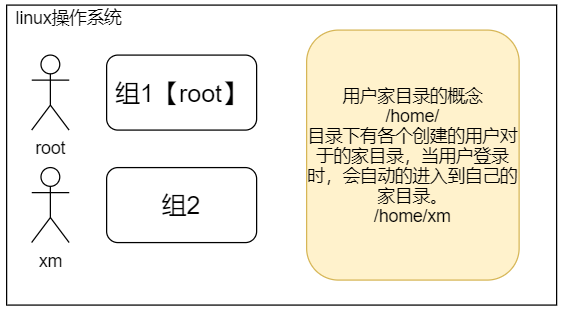 linux操作系统
root
组1【root】
xm
组2
用户家目录的概念
/home/
目录下有各个创建的用户对
于的家目录，当用户登录
时，会自动的进入到自己的
家目录。
/home/xm